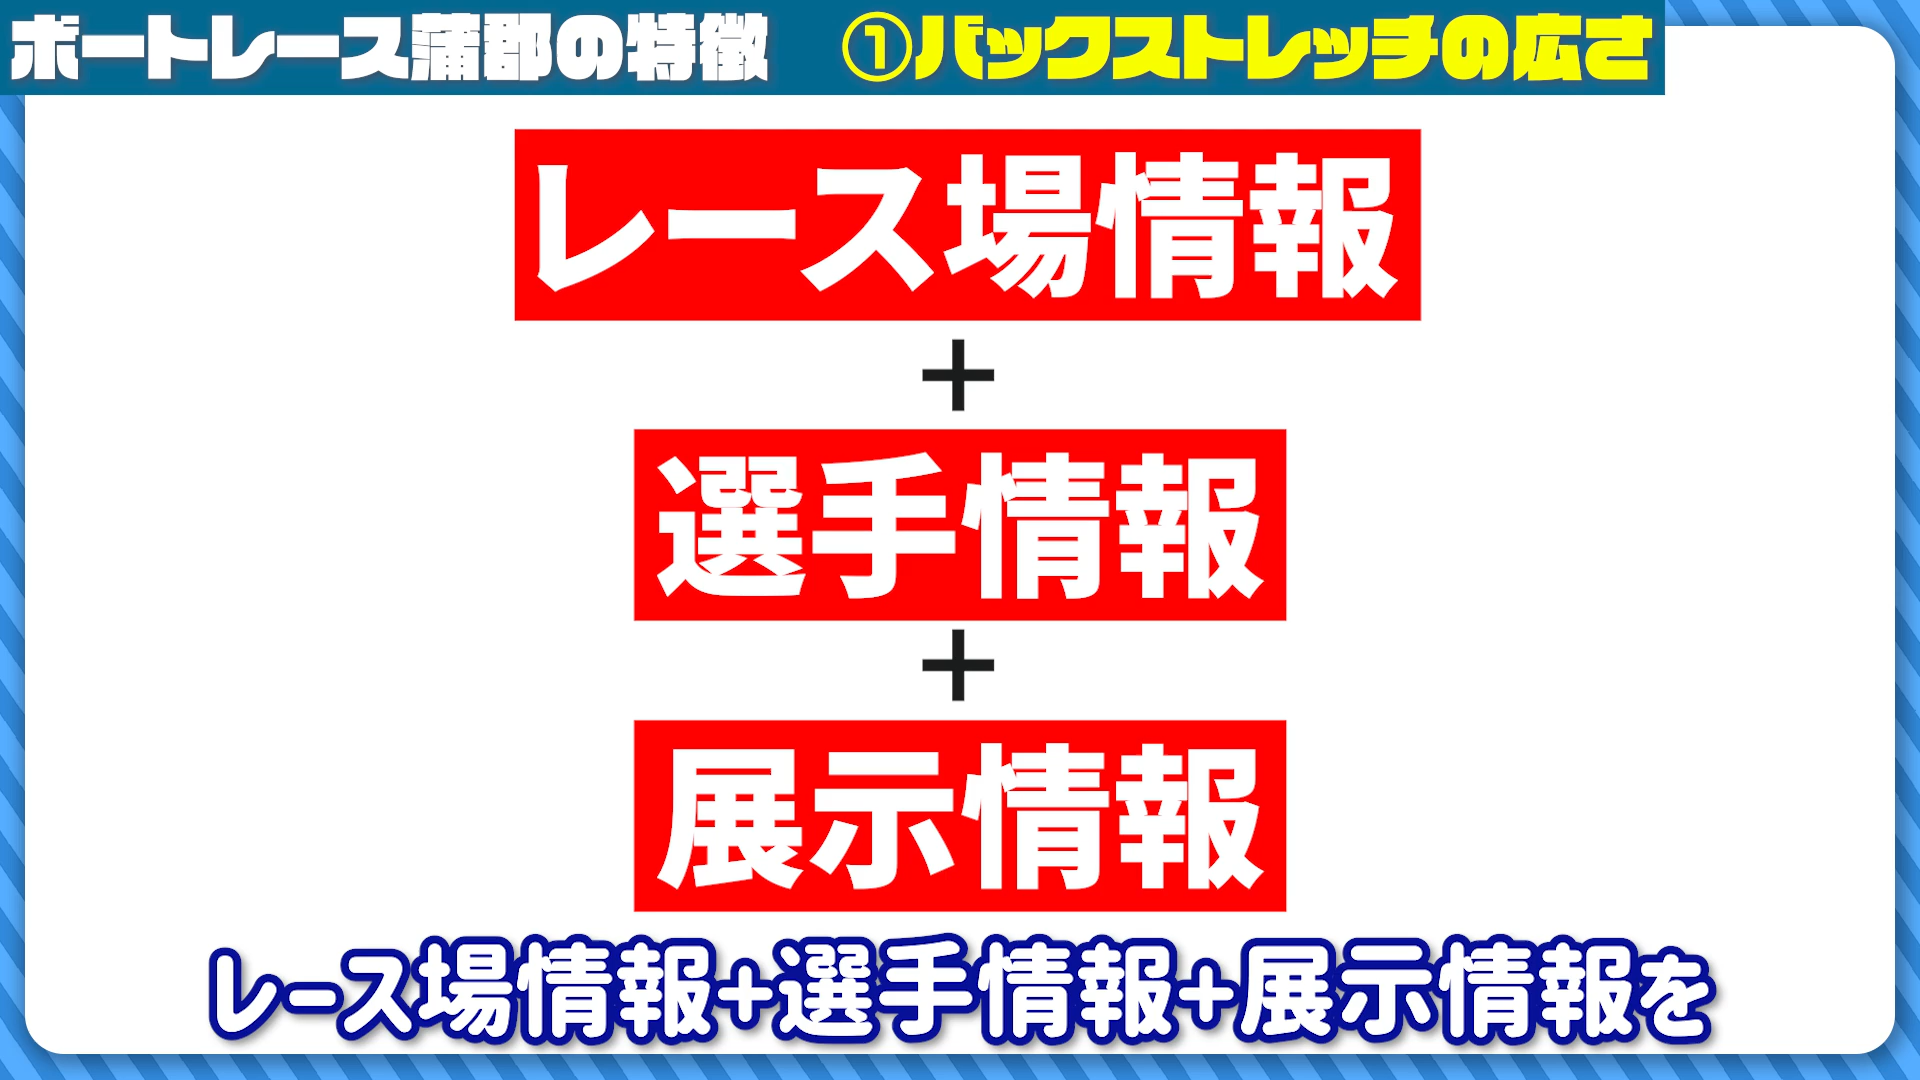 ボートレース蒲郡の特徴　①バックストレッチの広さ
レース場情報
+
選手情報
+
展示情報
レース場情報+選手情報+展示情報を